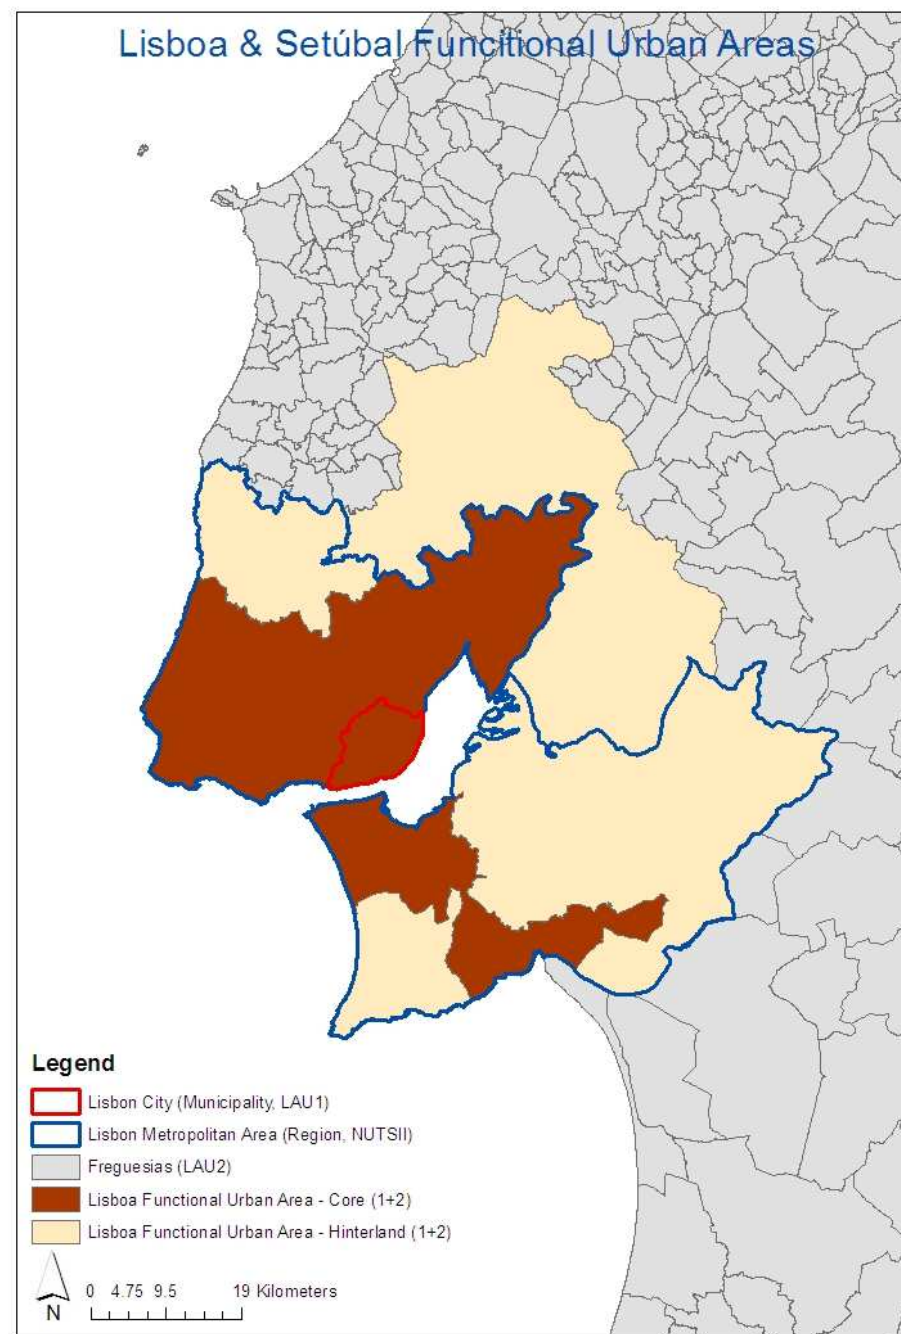 Lisboa & Setúbal Funcitional Urban Areas
Legend
Lisbon City (Municipality, LAU1)
Lisbon Metropolitan Area (Region, NUTSII)
Freguesias (LAU2)
Lisboa Functional Urban Area - Core (1+2)
Lisboa Functional Urban Area - Hinterland (1+2)
0 4.75 9.5 19 Kilometers
N